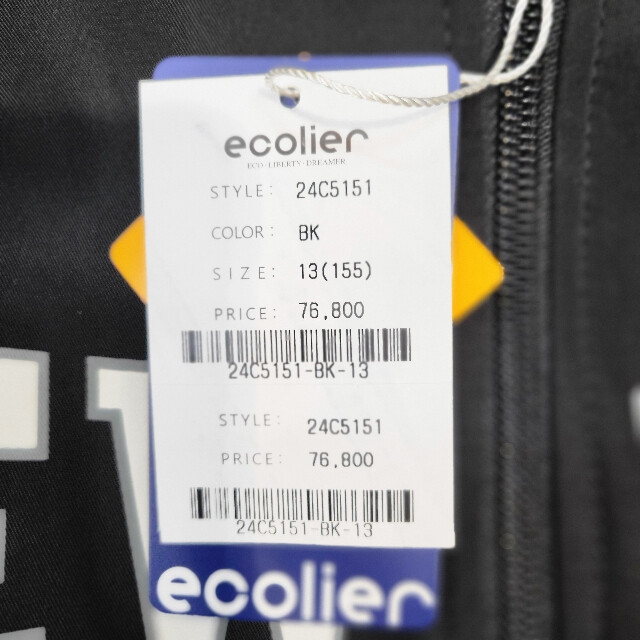 ecolier
ECO · LIBERTY · DREAMER
STYLE: 24C5151
COLOR: BK
SIZE: 13(155)
PRICE: 76,800
24C5151-BK-13
STYLE: 24C5151
PRICE: 76,800
24C5151-BK-13
ecolier